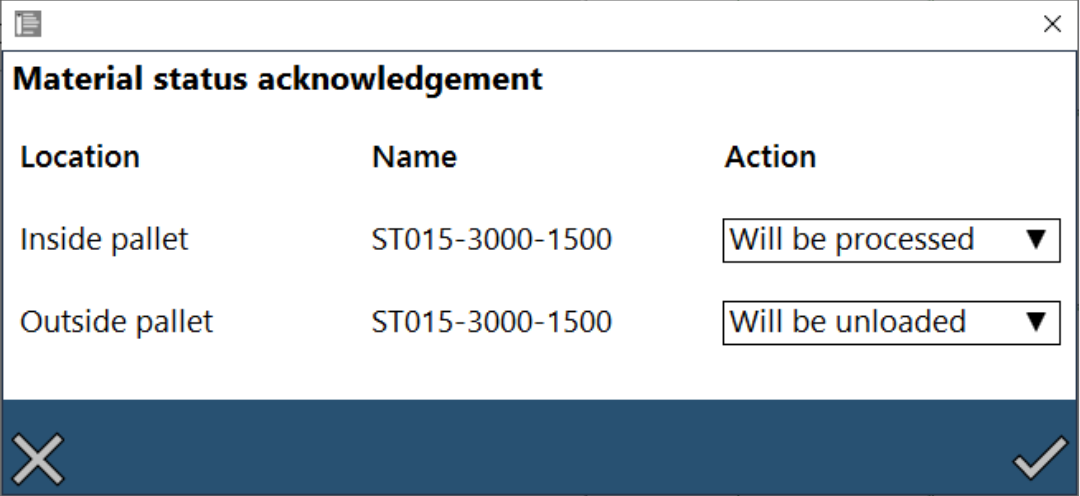 Material status acknowledgement
Location Name Action
Inside pallet ST015-3000-1500 Will be processed ▼
Outside pallet ST015-3000-1500 Will be unloaded ▼